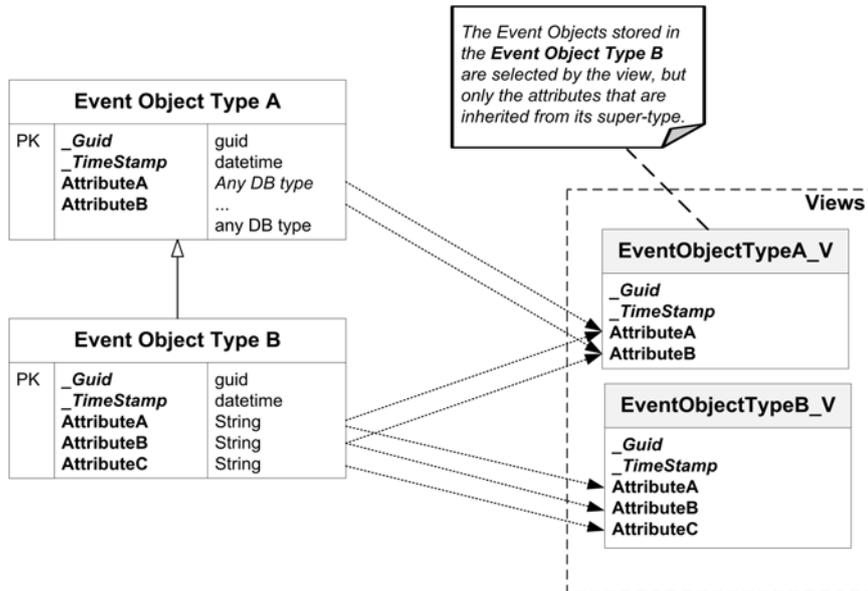 The Event Objects stored in
the Event Object Type B
are selected by the view, but
only the attributes that are
inherited from its super-type.
Event Object Type A
PK _Guid guid
_TimeStamp datetime
AttributeA Any DB type
AttributeB ...
any DB type
Views
EventObjectTypeA_V
_Guid
_TimeStamp
AttributeA
AttributeB
Event Object Type B
PK _Guid guid
_TimeStamp datetime
AttributeA String
AttributeB String
AttributeC String
EventObjectTypeB_V
_Guid
_TimeStamp
AttributeA
AttributeB
AttributeC